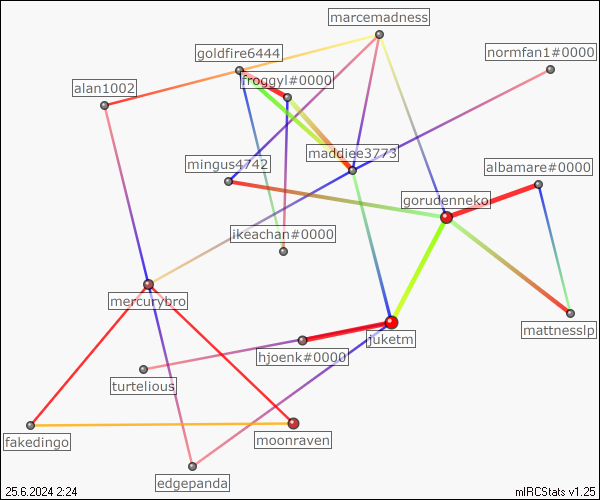 marcemadness
goldfire6444
normfan1#0000
froggyl#0000
alan1002
maddiee3773
mingus4742
albamare#0000
gorudenneko
ikeachan#0000
mercurybro
mattnesslp
juketm
hjoenk#0000
turtelious
fakedingo
moonraven
edgepanda
25.6.2024 2:24
mIRCStats v1.25